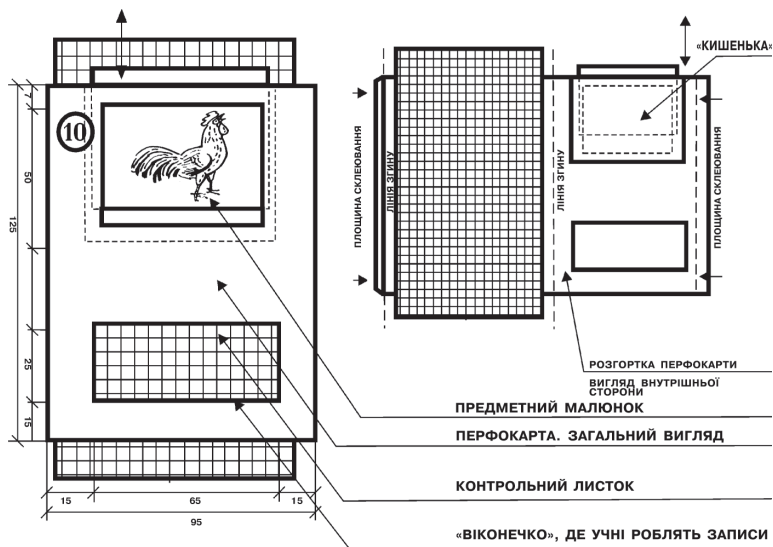 «КИШЕНЬКА»
10
7
50
125
25
15
15
65
15
95
ПЛОЩИНА СКЛЕЮВАННЯ
ЛІНІЯ ЗГИНУ
ЛІНІЯ ЗГИНУ
ПЛОЩИНА СКЛЕЮВАННЯ
РОЗГОРТКА ПЕРФОКАРТИ
ВИГЛЯД ВНУТРІШНЬОЇ
СТОРОНИ
ПРЕДМЕТНИЙ МАЛЮНОК
ПЕРФОКАРТА. ЗАГАЛЬНИЙ ВИГЛЯД
КОНТРОЛЬНИЙ ЛИСТОК
«ВІКОНЕЧКО», ДЕ УЧНІ РОБЛЯТЬ ЗАПИСИ